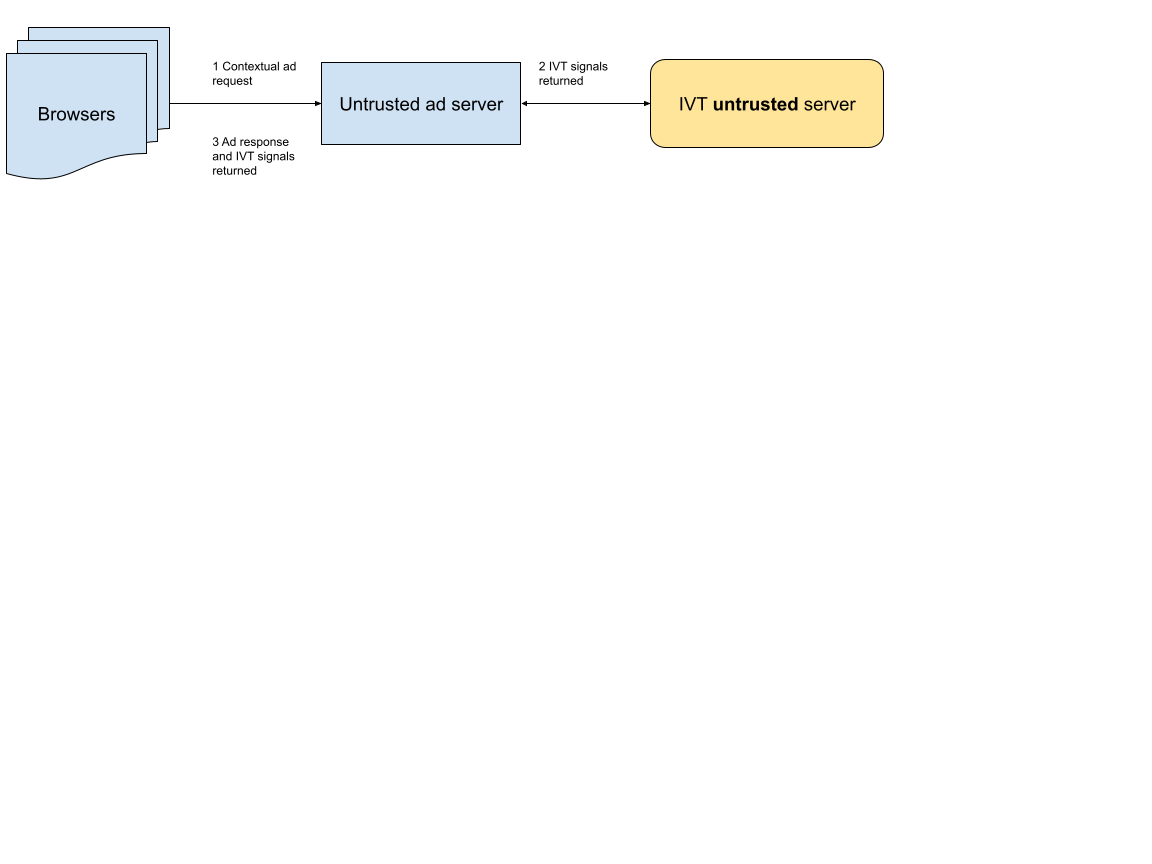 1 Contextual ad
request
2 IVT signals
returned
Browsers
Untrusted ad server
IVT untrusted server
3 Ad response
and IVT signals
returned